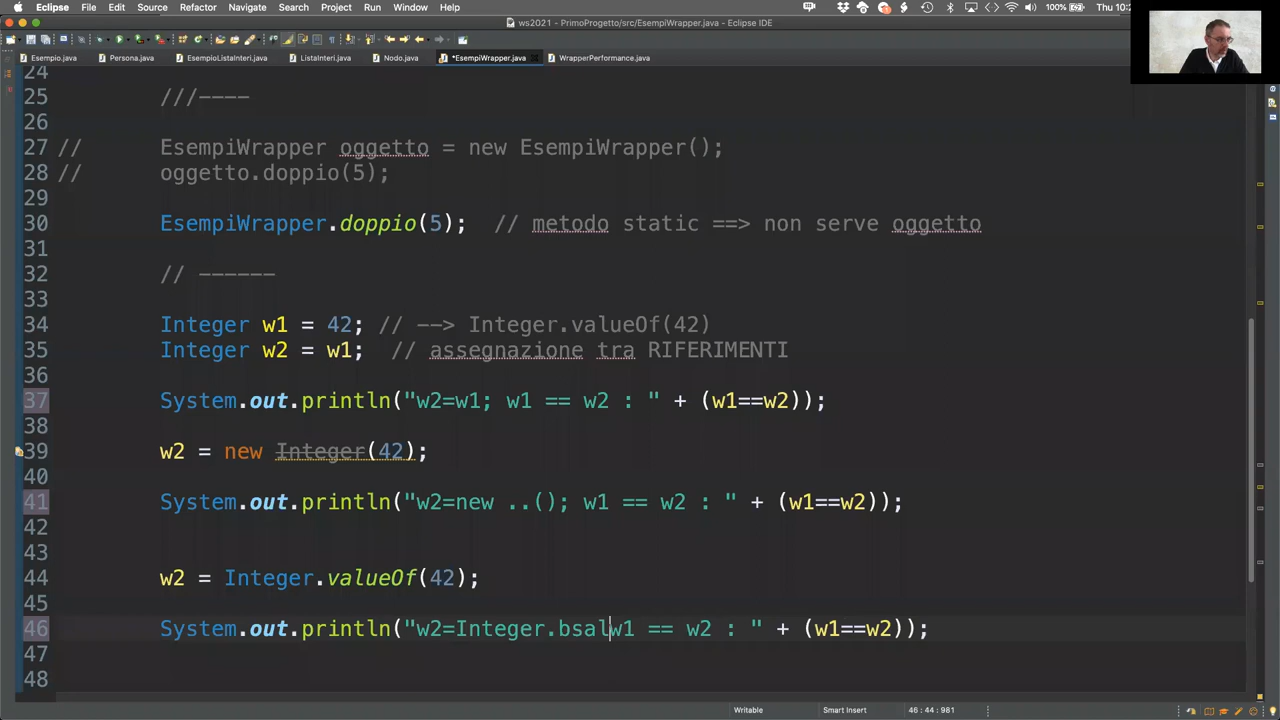 Eclipse File Edit Source Refactor Navigate Search Project Run Window Help 100% Thu 10:2
ws2021 - PrimoProgetto/src/EsempiWrapper.java - Eclipse IDE
Esempio.java Persona.java EsempioListaInteri.java ListaInteri.java Nodo.java *EsempiWrapper.java WrapperPerformance.java
24
25 ///----
26
27 // EsempiWrapper oggetto = new EsempiWrapper();
28 // oggetto.doppio(5);
29
30 EsempiWrapper.doppio(5); // metodo static ==> non serve oggetto
31
32 // ------
33
34 Integer w1 = 42; // --> Integer.valueOf(42)
35 Integer w2 = w1; // assegnazione tra RIFERIMENTI
36
37 System.out.println("w2=w1; w1 == w2 : " + (w1==w2));
38
39 w2 = new Integer(42);
40
41 System.out.println("w2=new ..(); w1 == w2 : " + (w1==w2));
42
43
44 w2 = Integer.valueOf(42);
45
46 System.out.println("w2=Integer.bsalw1 == w2 : " + (w1==w2));
47
48
Writable Smart Insert 46 : 44 : 981